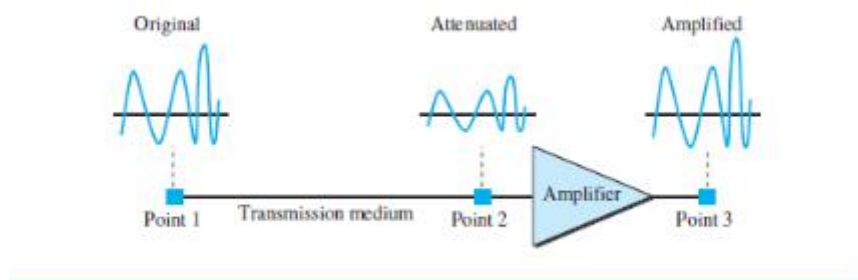 Original
Attenuated
Amplified
Amplifier
Point 1
Transmission medium
Point 2
Point 3